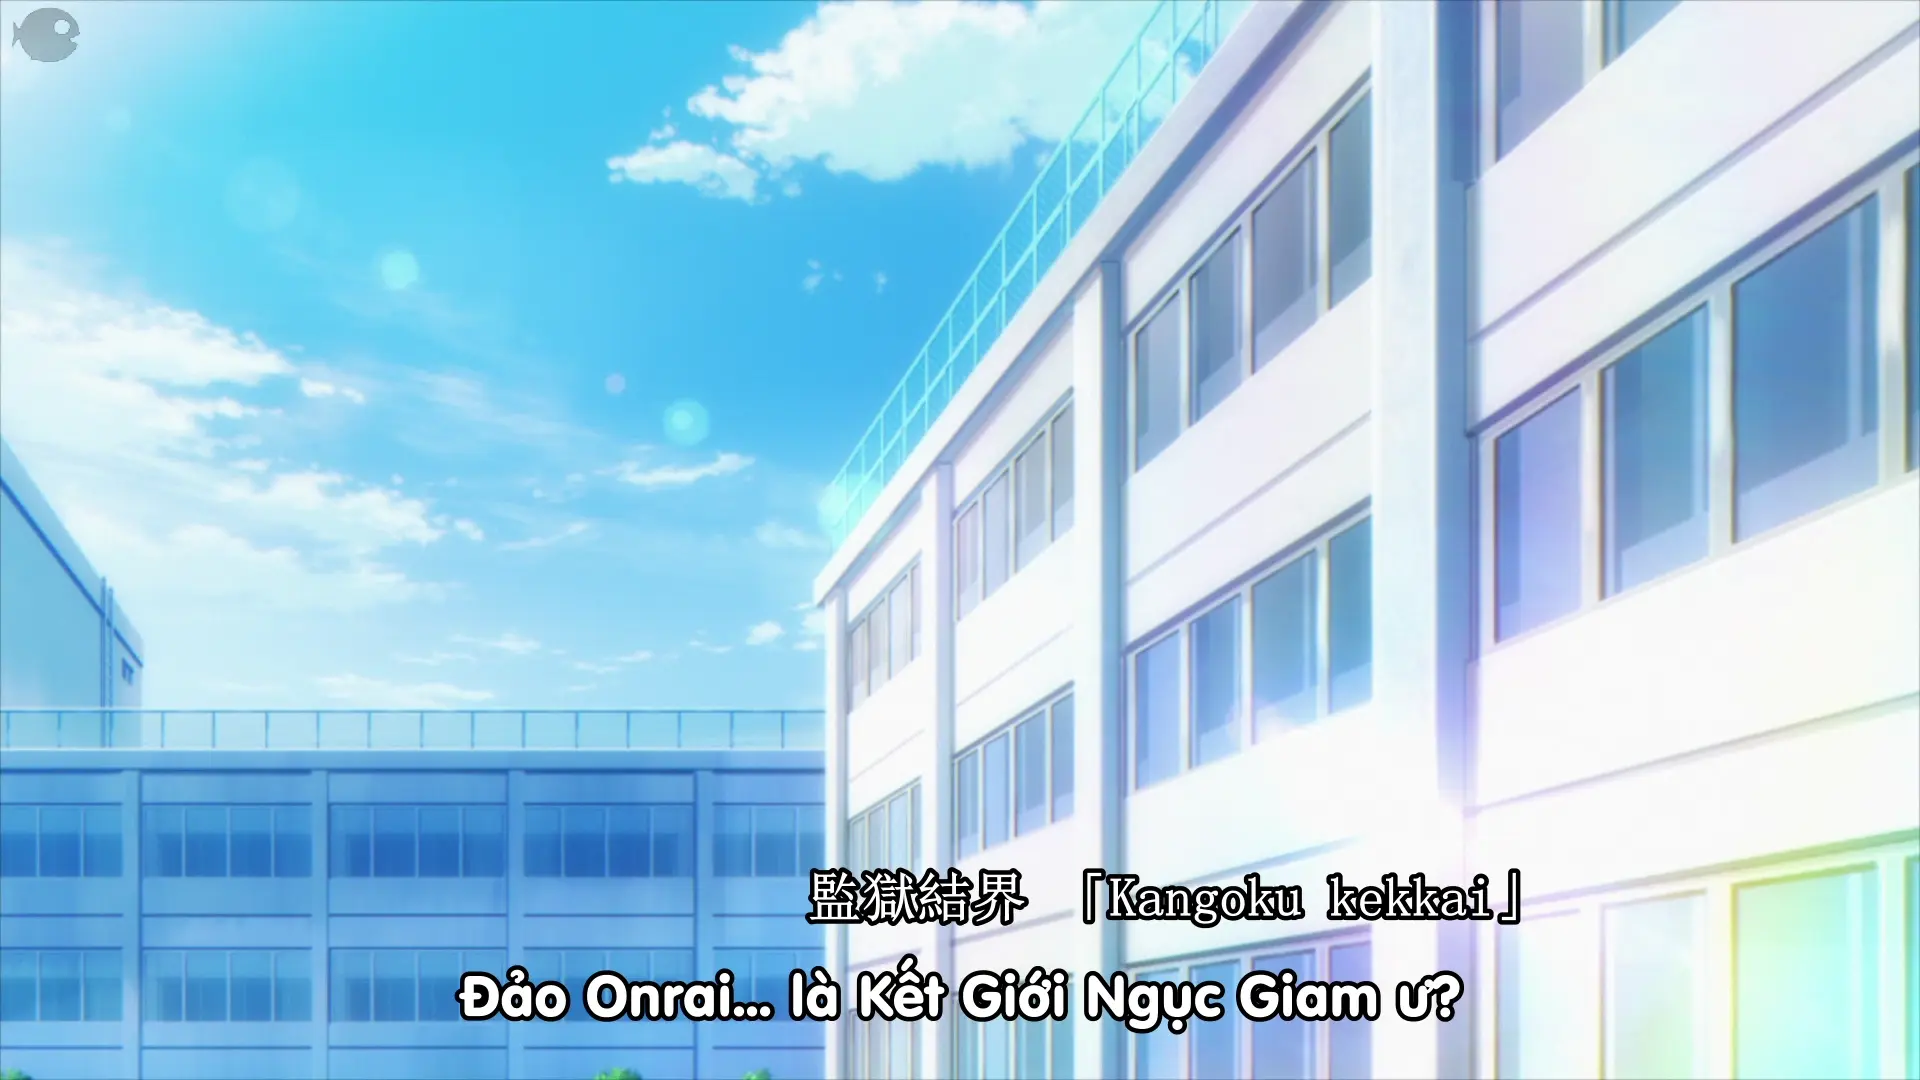 監獄結界 「Kangoku kekkai」
Đảo Onrai... là Kết Giới Ngục Giam ư?